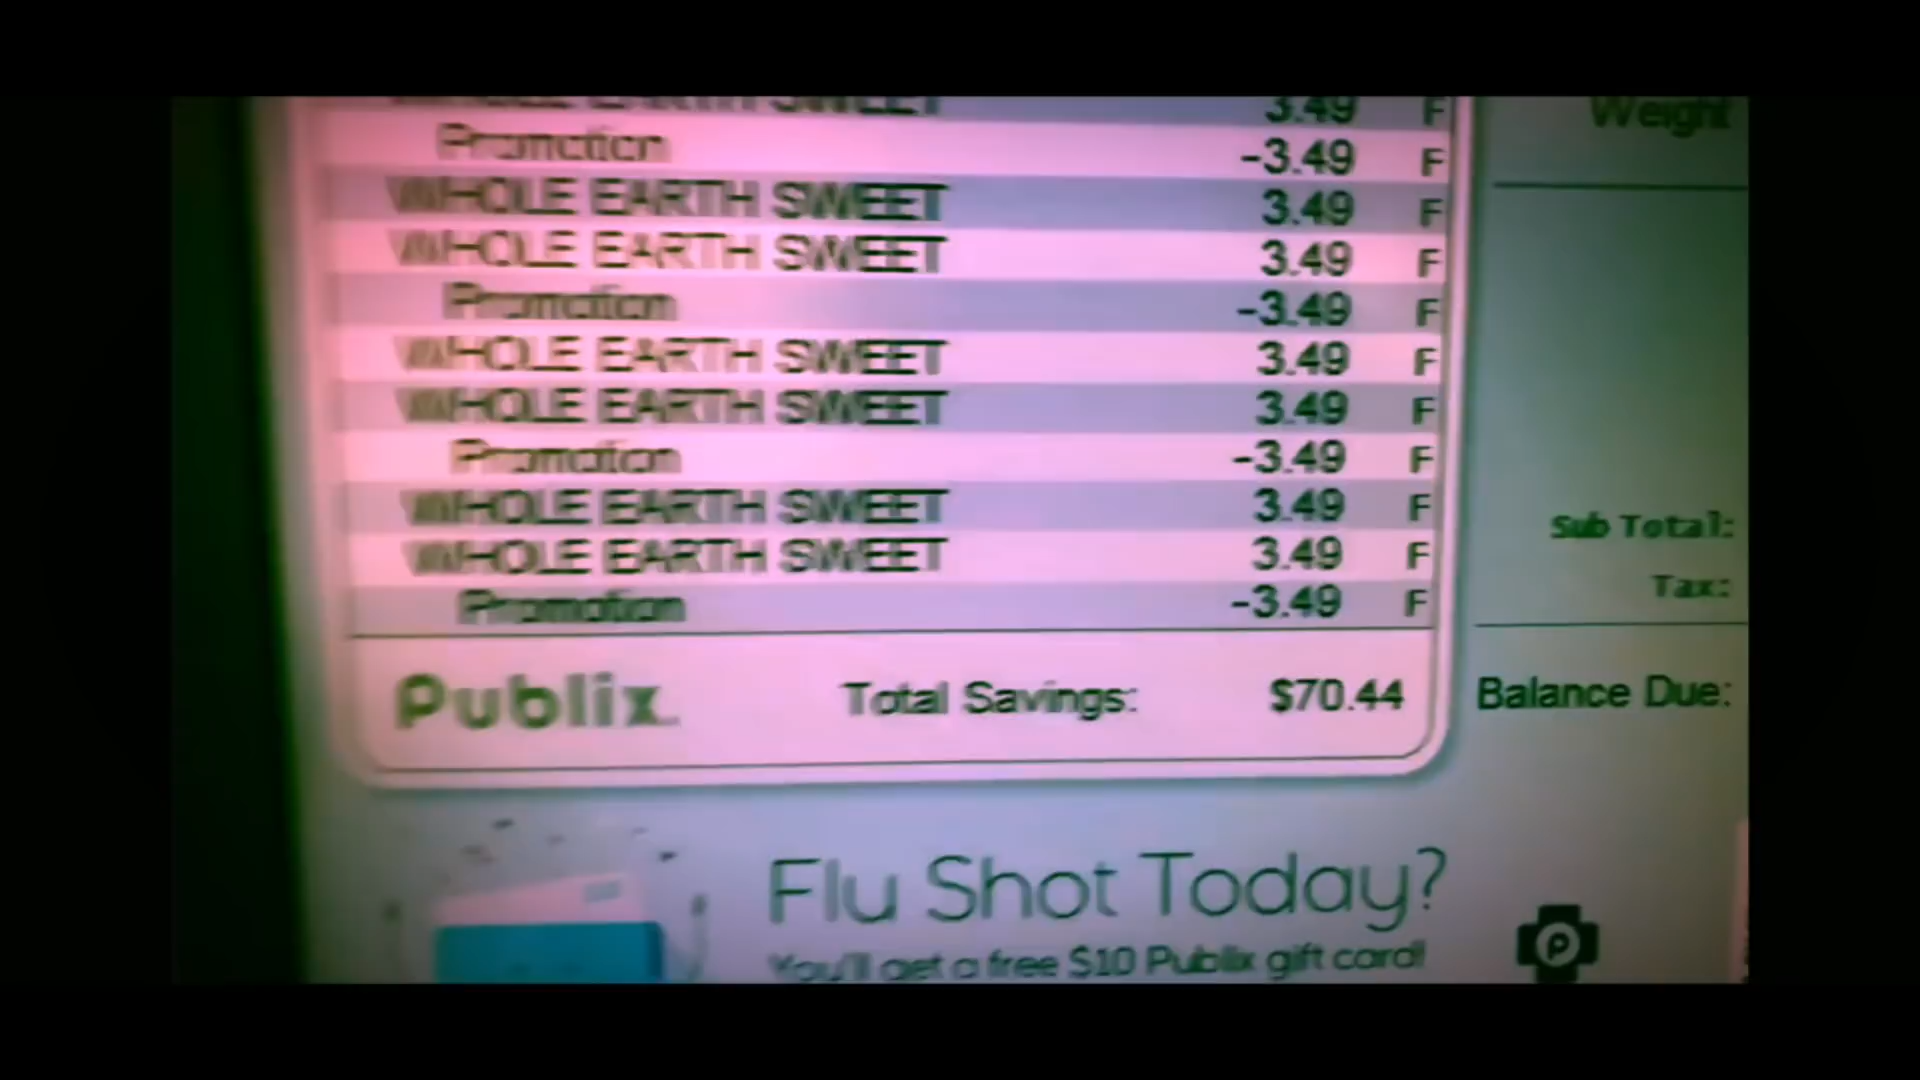 WHOLE EARTH SWEET 3.49 F
Promotion -3.49 F
WHOLE EARTH SWEET 3.49 F
WHOLE EARTH SWEET 3.49 F
Promotion -3.49 F
WHOLE EARTH SWEET 3.49 F
WHOLE EARTH SWEET 3.49 F
Promotion -3.49 F
WHOLE EARTH SWEET 3.49 F
WHOLE EARTH SWEET 3.49 F
Promotion -3.49 F
Publix. Total Savings: $70.44
Weight
Sub Total:
Tax:
Balance Due:
Flu Shot Today?
You'll get a free $10 Publix gift card!
P